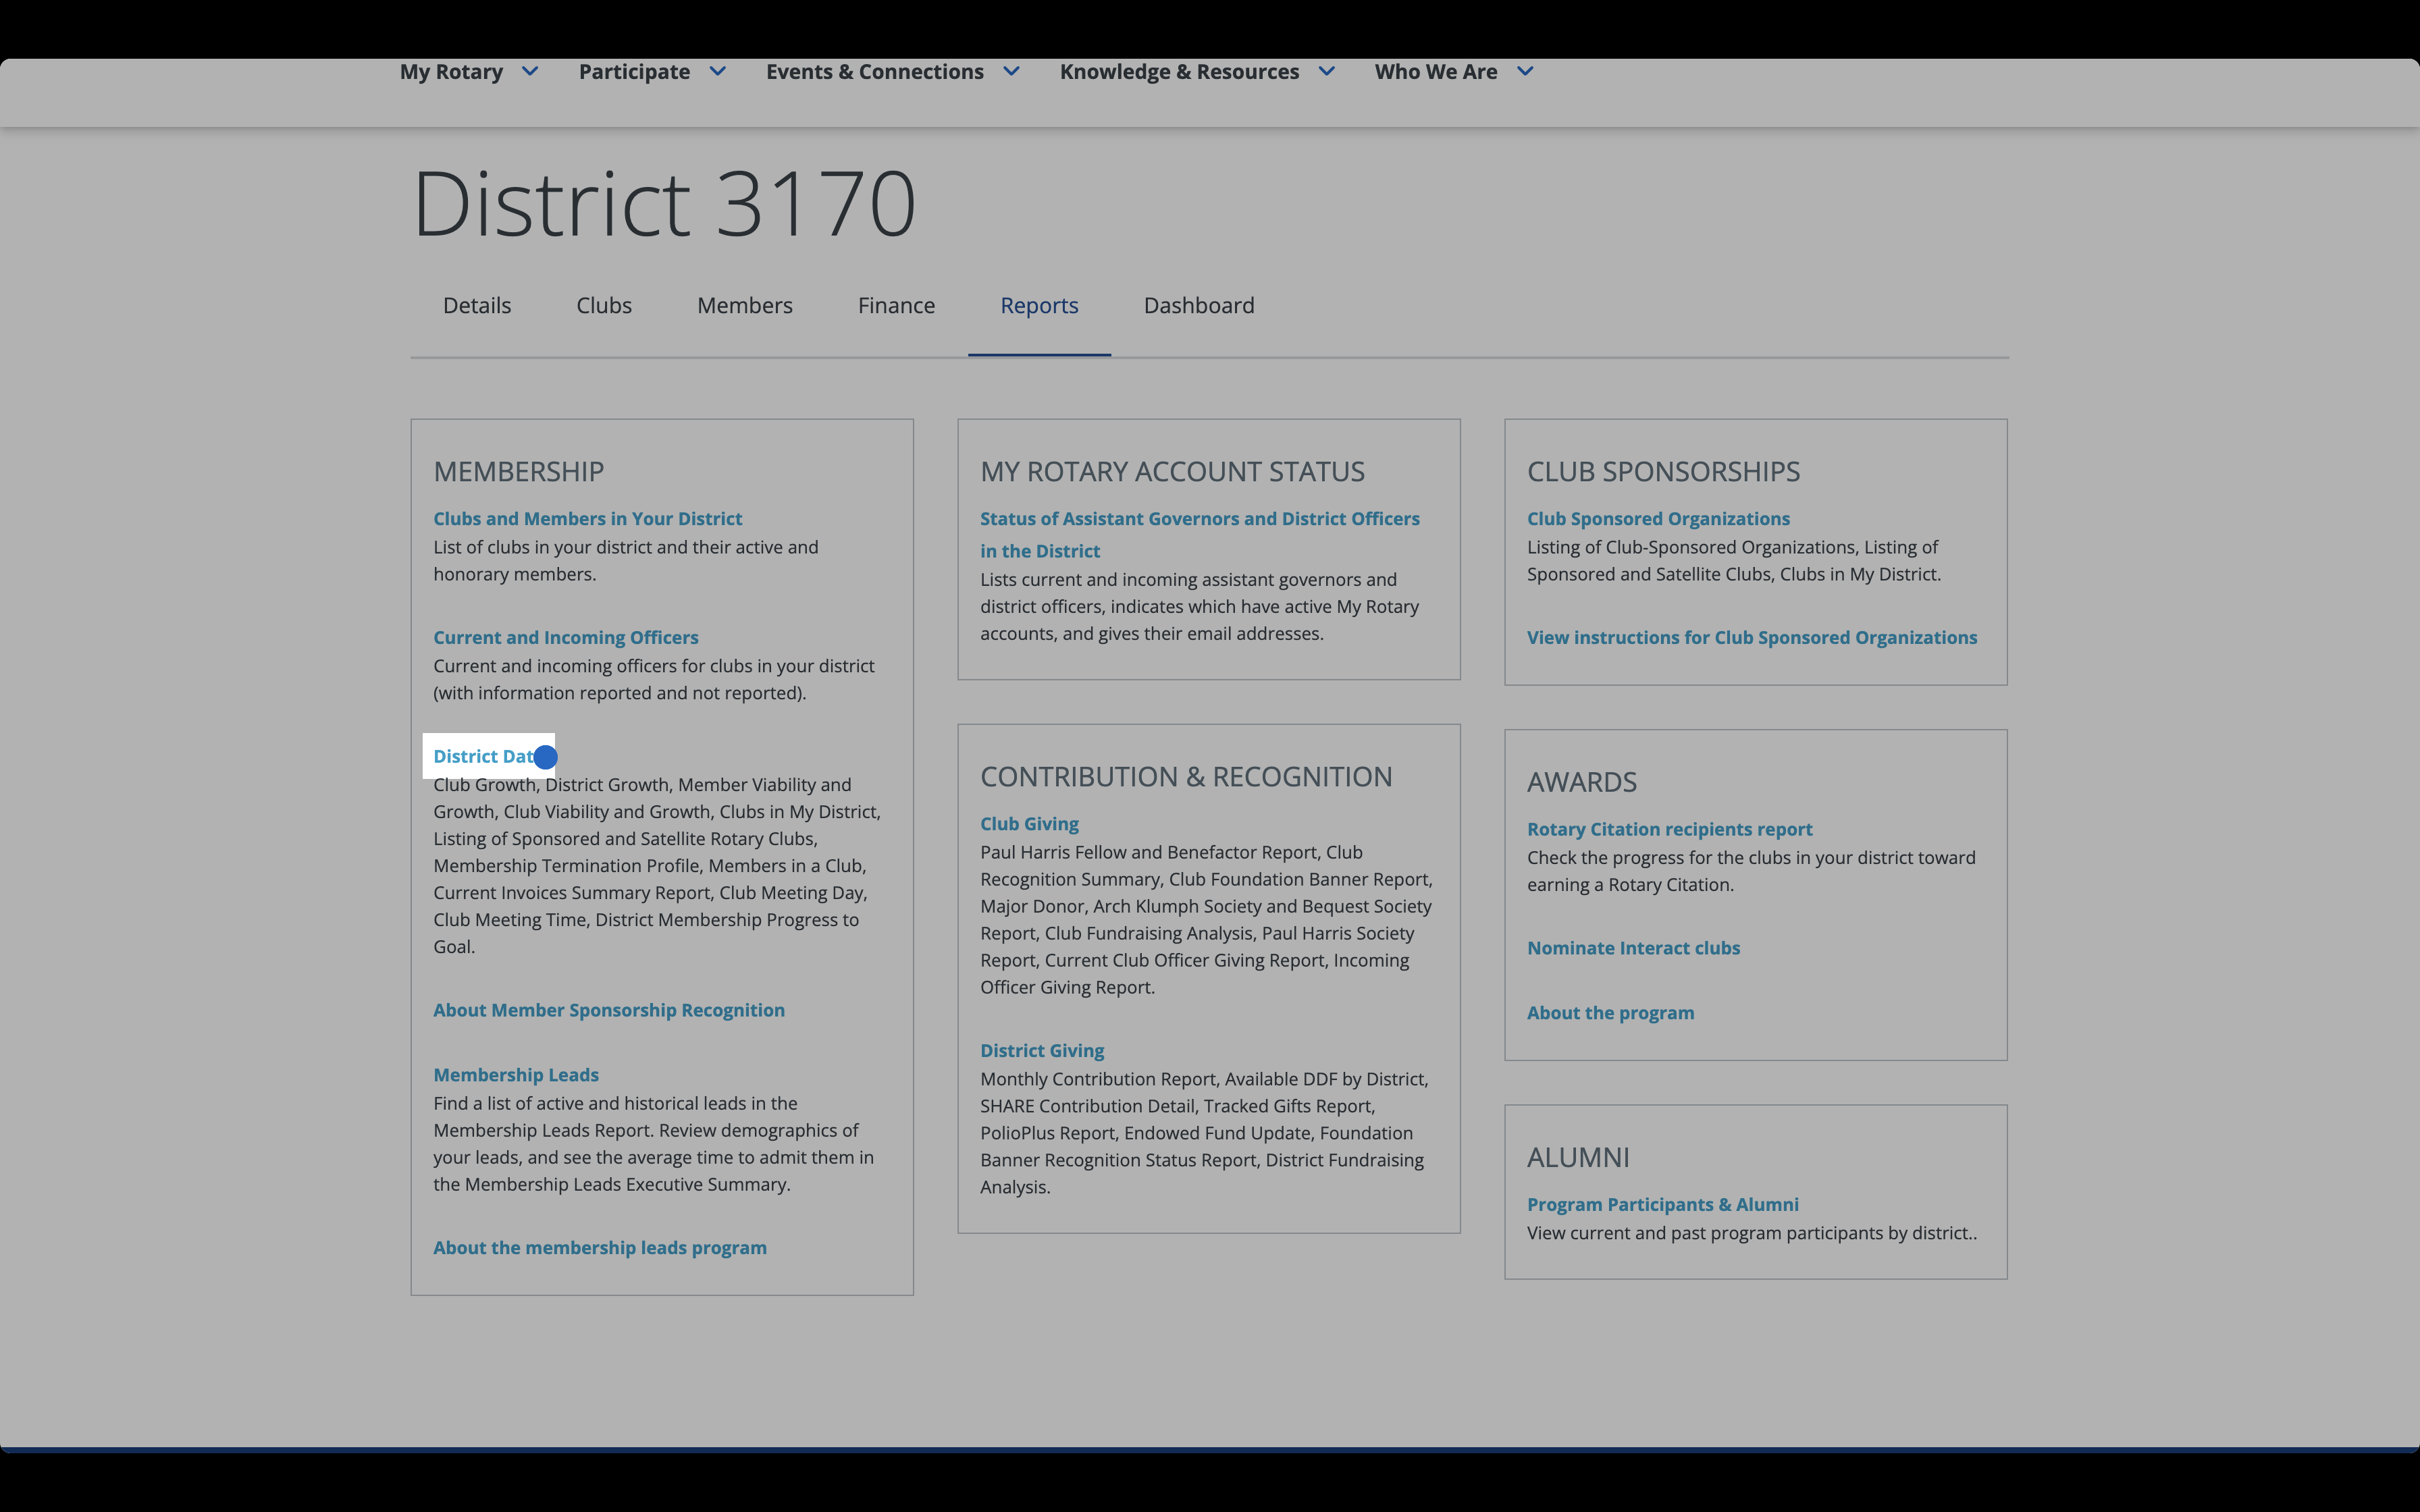 My Rotary Participate Events & Connections Knowledge & Resources Who We Are
District 3170
Details Clubs Members Finance Reports Dashboard
MEMBERSHIP
Clubs and Members in Your District
List of clubs in your district and their active and
honorary members.
Current and Incoming Officers
Current and incoming officers for clubs in your district
(with information reported and not reported).
District Dat
Club Growth, District Growth, Member Viability and
Growth, Club Viability and Growth, Clubs in My District,
Listing of Sponsored and Satellite Rotary Clubs,
Membership Termination Profile, Members in a Club,
Current Invoices Summary Report, Club Meeting Day,
Club Meeting Time, District Membership Progress to
Goal.
About Member Sponsorship Recognition
Membership Leads
Find a list of active and historical leads in the
Membership Leads Report. Review demographics of
your leads, and see the average time to admit them in
the Membership Leads Executive Summary.
About the membership leads program
MY ROTARY ACCOUNT STATUS
Status of Assistant Governors and District Officers
in the District
Lists current and incoming assistant governors and
district officers, indicates which have active My Rotary
accounts, and gives their email addresses.
CONTRIBUTION & RECOGNITION
Club Giving
Paul Harris Fellow and Benefactor Report, Club
Recognition Summary, Club Foundation Banner Report,
Major Donor, Arch Klumph Society and Bequest Society
Report, Club Fundraising Analysis, Paul Harris Society
Report, Current Club Officer Giving Report, Incoming
Officer Giving Report.
District Giving
Monthly Contribution Report, Available DDF by District,
SHARE Contribution Detail, Tracked Gifts Report,
PolioPlus Report, Endowed Fund Update, Foundation
Banner Recognition Status Report, District Fundraising
Analysis.
CLUB SPONSORSHIPS
Club Sponsored Organizations
Listing of Club-Sponsored Organizations, Listing of
Sponsored and Satellite Clubs, Clubs in My District.
View instructions for Club Sponsored Organizations
AWARDS
Rotary Citation recipients report
Check the progress for the clubs in your district toward
earning a Rotary Citation.
Nominate Interact clubs
About the program
ALUMNI
Program Participants & Alumni
View current and past program participants by district..